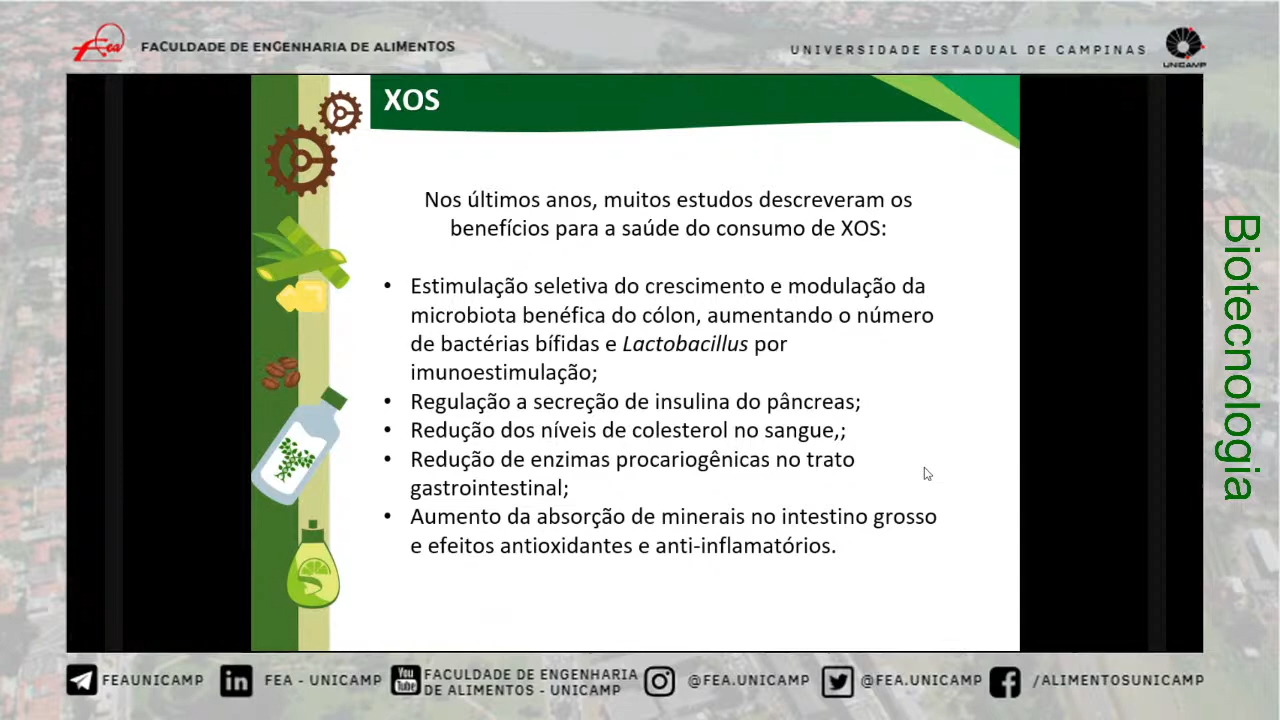 FACULDADE DE ENGENHARIA DE ALIMENTOS
UNIVERSIDADE ESTADUAL DE CAMPINAS
fea
UNICAMP
XOS
Nos últimos anos, muitos estudos descreveram os
benefícios para a saúde do consumo de XOS:
• Estimulação seletiva do crescimento e modulação da
microbiota benéfica do cólon, aumentando o número
de bactérias bífidas e Lactobacillus por
imunoestimulação;
• Regulação a secreção de insulina do pâncreas;
• Redução dos níveis de colesterol no sangue,;
• Redução de enzimas procariogênicas no trato
gastrointestinal;
• Aumento da absorção de minerais no intestino grosso
e efeitos antioxidantes e anti-inflamatórios.
Biotecnologia
FEAUNICAMP
in
FEA - UNICAMP
You
Tube
FACULDADE DE ENGENHARIA
DE ALIMENTOS - UNICAMP
@FEA.UNICAMP
@FEA.UNICAMP
/ALIMENTOSUNICAMP